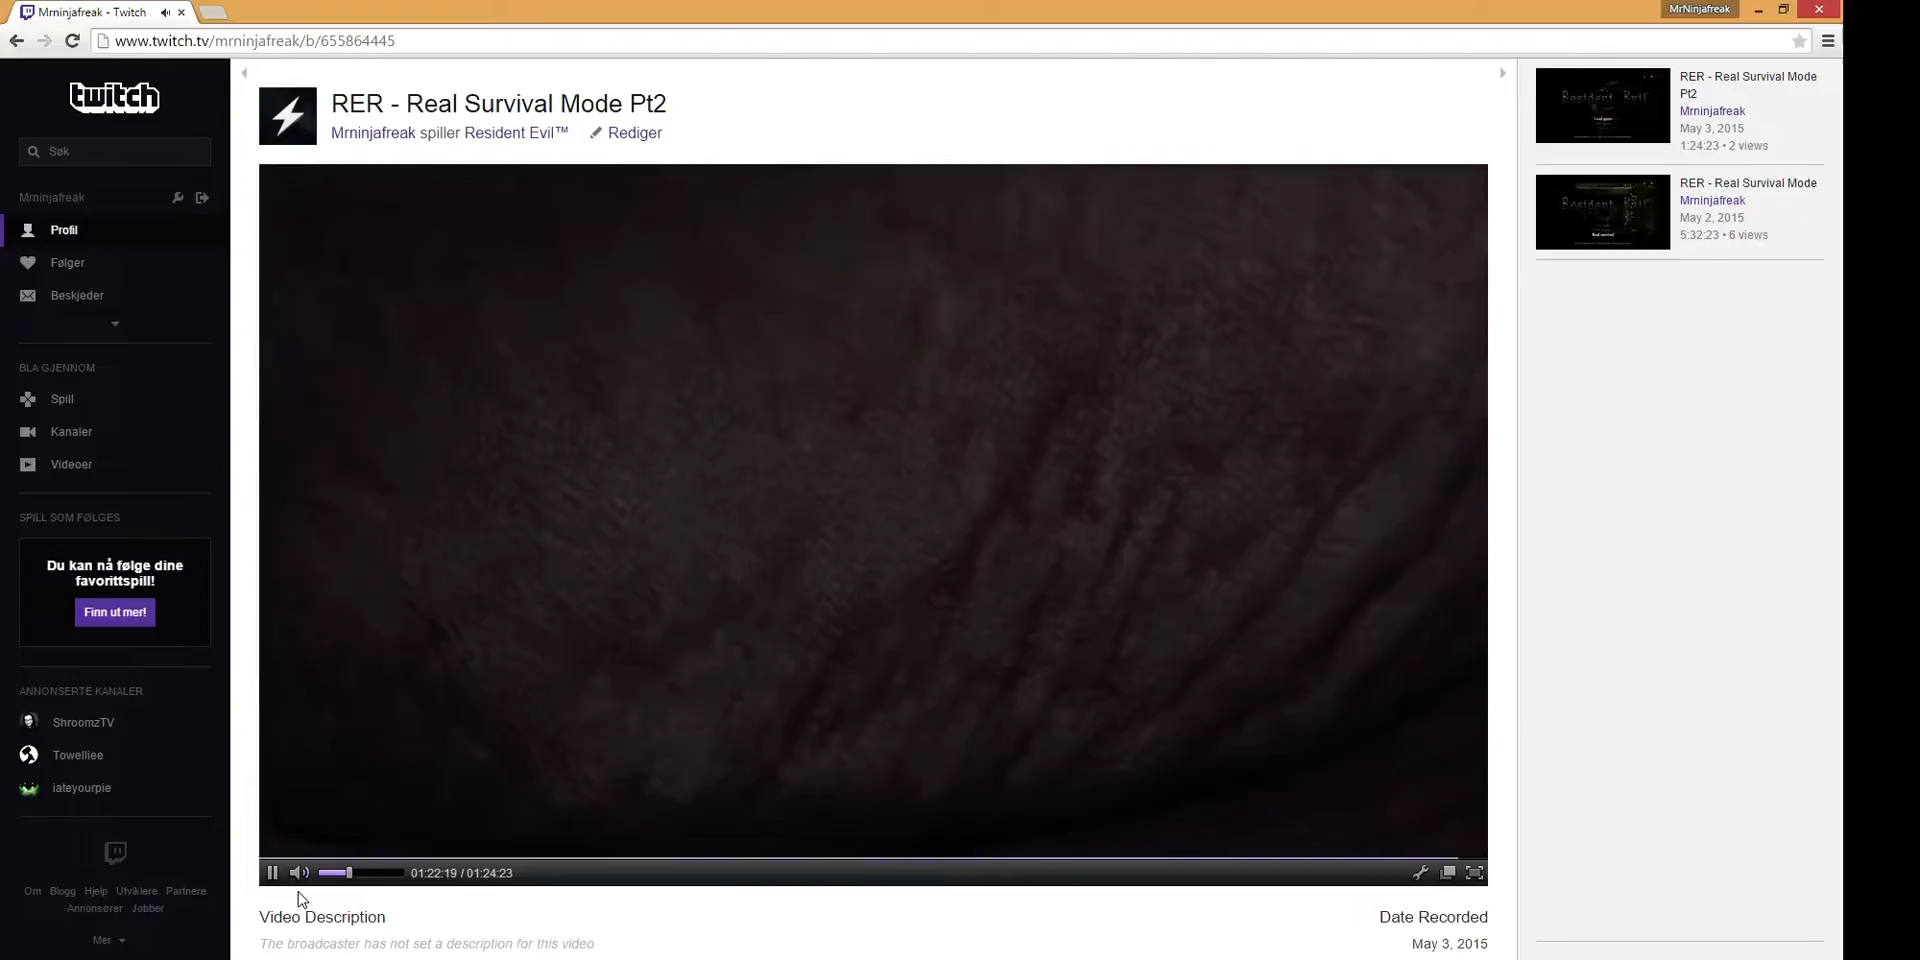 Mrninjafreak - Twitch
MrNinjafreak
www.twitch.tv/mrninjafreak/b/655864445
twitch
Søk
Mrninjafreak
Profil
Følger
Beskjeder
BLA GJENNOM
Spill
Kanaler
Videoer
SPILL SOM FØLGES
Du kan nå følge dine
favorittspill!
Finn ut mer!
ANNONSERTE KANALER
ShroomzTV
Towelliee
iateyourpie
Om Blogg Hjelp Utviklere Partnere
Annonsører Jobber
Mer
RER - Real Survival Mode Pt2
Mrninjafreak spiller Resident Evil™ Rediger
01:22:19 / 01:24:23
Video Description
The broadcaster has not set a description for this video
Date Recorded
May 3, 2015
Resident Evil
RER - Real Survival Mode
Pt2
Mrninjafreak
May 3, 2015
1:24:23 • 2 views
Resident Evil
RER - Real Survival Mode
Mrninjafreak
May 2, 2015
5:32:23 • 6 views